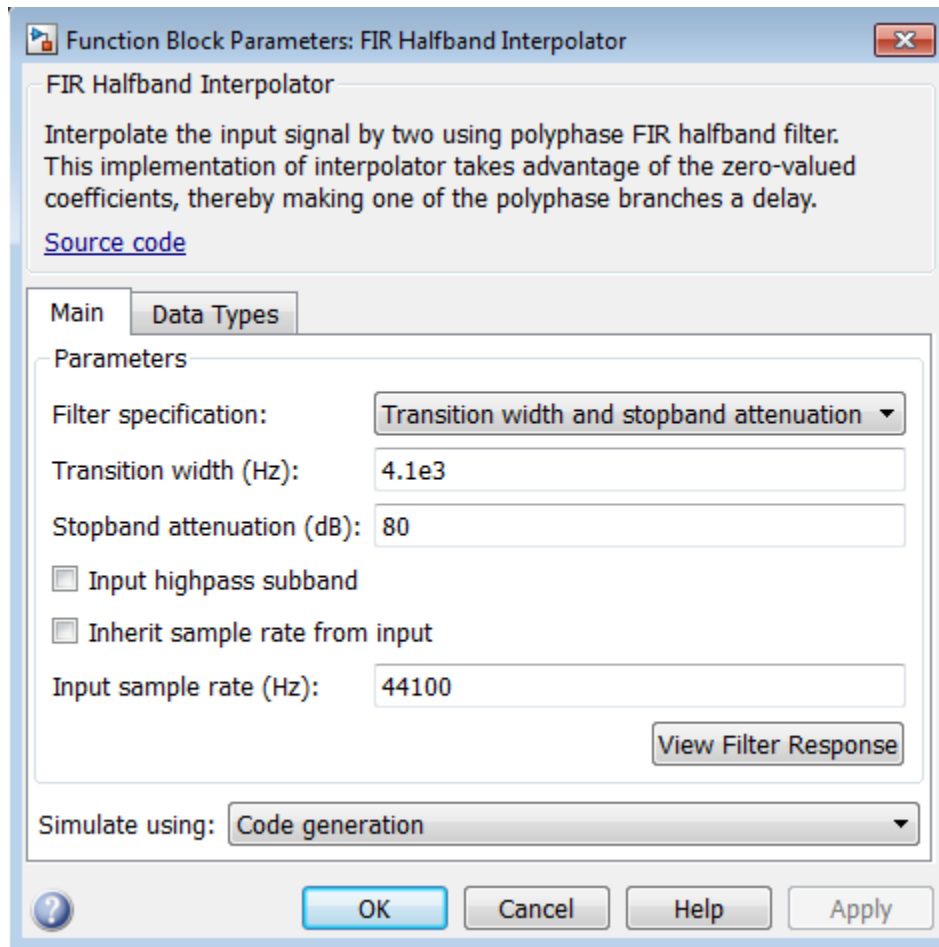 Function Block Parameters: FIR Halfband Interpolator
FIR Halfband Interpolator
Interpolate the input signal by two using polyphase FIR halfband filter.
This implementation of interpolator takes advantage of the zero-valued
coefficients, thereby making one of the polyphase branches a delay.
Source code
Main Data Types
Parameters
Filter specification: Transition width and stopband attenuation
Transition width (Hz): 4.1e3
Stopband attenuation (dB): 80
Input highpass subband
Inherit sample rate from input
Input sample rate (Hz): 44100
View Filter Response
Simulate using: Code generation
? OK Cancel Help Apply